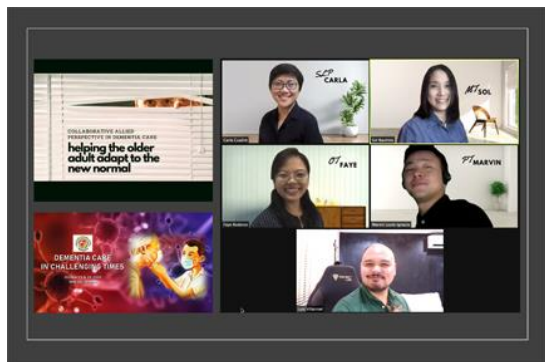 COLLABORATIVE ALLIED
PERSPECTIVE IN DEMENTIA CARE
helping the older
adult adapt to the
new normal
DEMENTIA CARE
IN CHALLENGING TIMES
SLP
CARLA
MT
SOL
OT
FAYE
PT
MARVIN